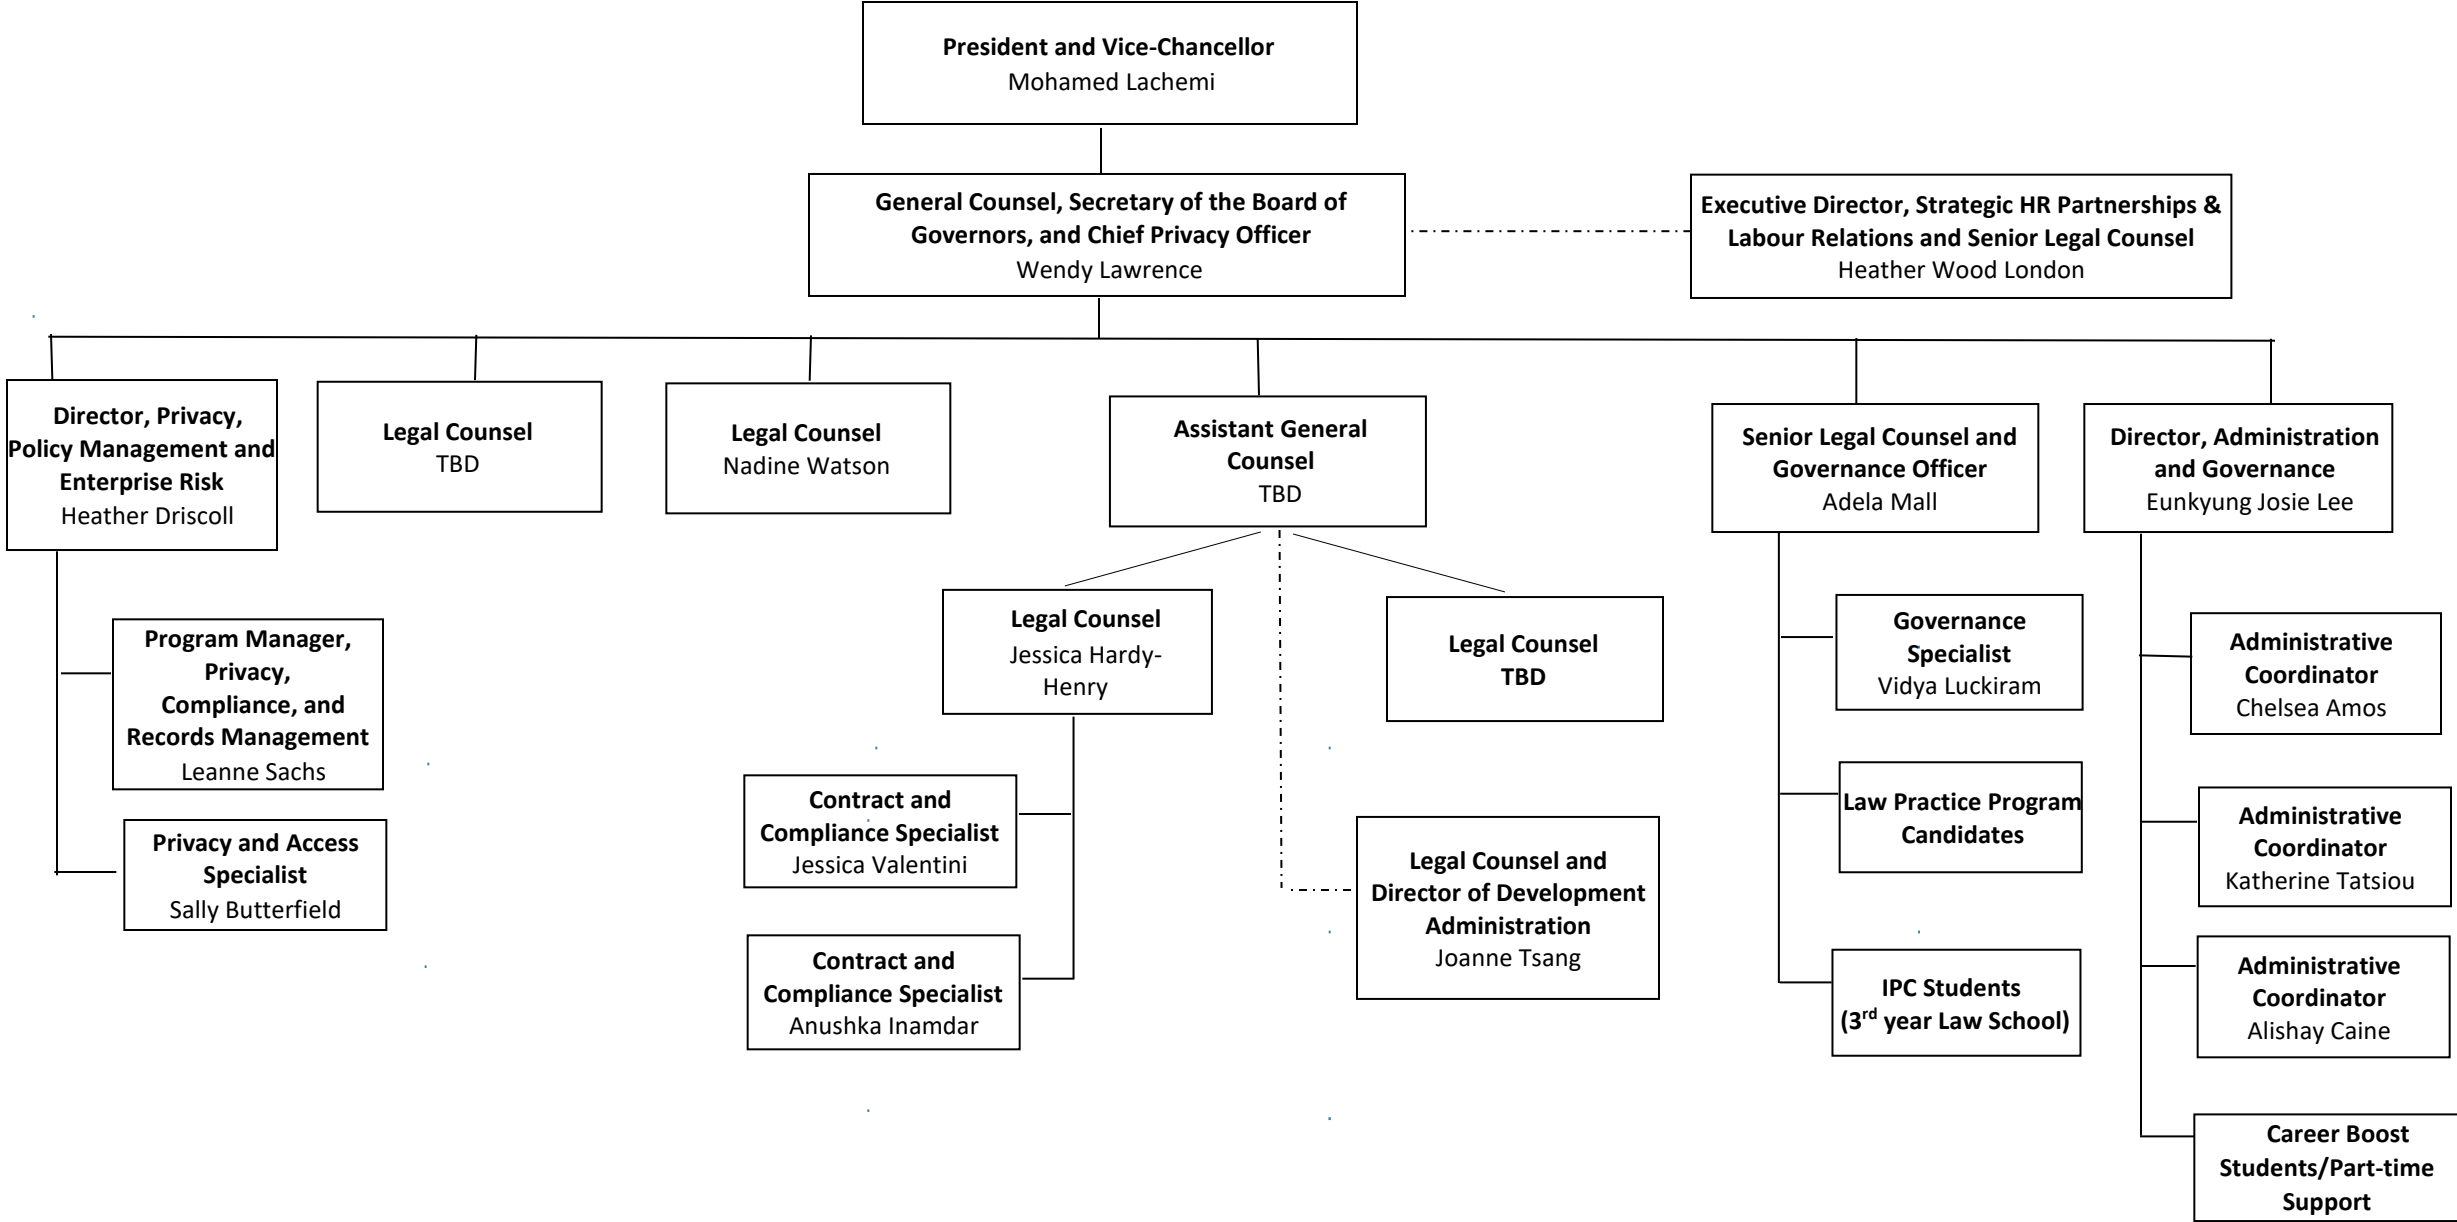 President and Vice-Chancellor
Mohamed Lachemi
General Counsel, Secretary of the Board of
Governors, and Chief Privacy Officer
Wendy Lawrence
Executive Director, Strategic HR Partnerships &
Labour Relations and Senior Legal Counsel
Heather Wood London
Director, Privacy,
Policy Management and
Enterprise Risk
Heather Driscoll
Legal Counsel
TBD
Legal Counsel
Nadine Watson
Assistant General
Counsel
TBD
Senior Legal Counsel and
Governance Officer
Adela Mall
Director, Administration
and Governance
Eunkyung Josie Lee
Program Manager,
Privacy,
Compliance, and
Records Management
Leanne Sachs
Privacy and Access
Specialist
Sally Butterfield
Legal Counsel
Jessica Hardy-
Henry
Contract and
Compliance Specialist
Jessica Valentini
Contract and
Compliance Specialist
Anushka Inamdar
Legal Counsel
TBD
Legal Counsel and
Director of Development
Administration
Joanne Tsang
Governance
Specialist
Vidya Luckiram
Law Practice Program
Candidates
IPC Students
(3rd year Law School)
Administrative
Coordinator
Chelsea Amos
Administrative
Coordinator
Katherine Tatsiou
Administrative
Coordinator
Alishay Caine
Career Boost
Students/Part-time
Support